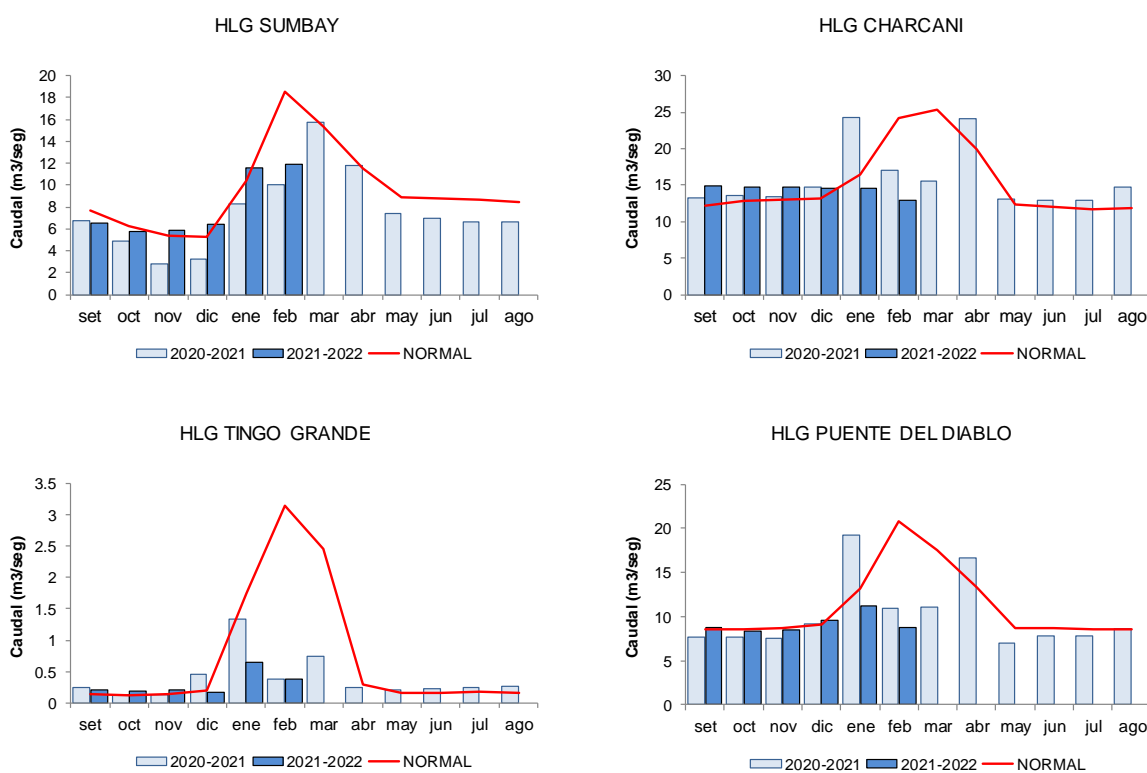 HLG SUMBAY
Caudal (m3/seg)
20
18
16
14
12
10
8
6
4
2
0
set oct nov dic ene feb mar abr may jun jul ago
2020-2021 2021-2022 NORMAL
HLG CHARCANI
Caudal (m3/seg)
30
25
20
15
10
5
0
set oct nov dic ene feb mar abr may jun jul ago
2020-2021 2021-2022 NORMAL
HLG TINGO GRANDE
Caudal (m3/seg)
3.5
3
2.5
2
1.5
1
0.5
0
set oct nov dic ene feb mar abr may jun jul ago
2020-2021 2021-2022 NORMAL
HLG PUENTE DEL DIABLO
Caudal (m3/seg)
25
20
15
10
5
0
set oct nov dic ene feb mar abr may jun jul ago
2020-2021 2021-2022 NORMAL